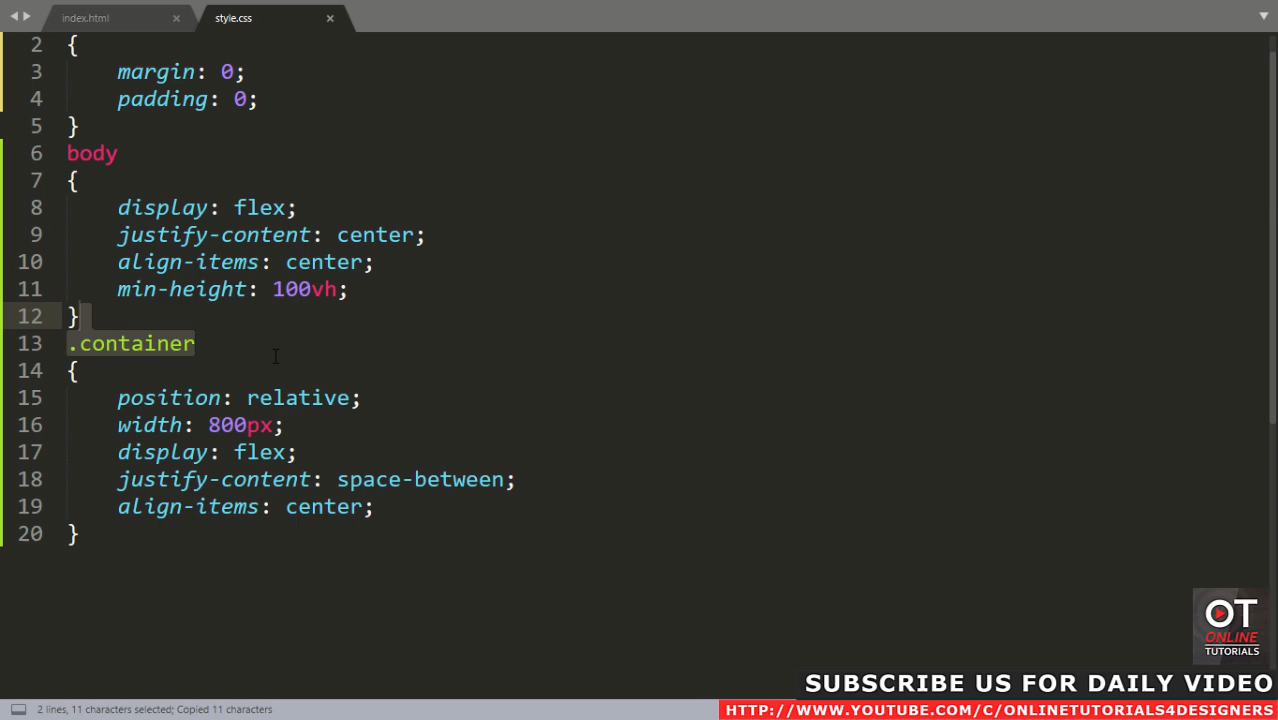 index.html × style.css ×
2 {
3 margin: 0;
4 padding: 0;
5 }
6 body
7 {
8 display: flex;
9 justify-content: center;
10 align-items: center;
11 min-height: 100vh;
12 }
13 .container
14 {
15 position: relative;
16 width: 800px;
17 display: flex;
18 justify-content: space-between;
19 align-items: center;
20 }
OT
ONLINE
TUTORIALS
SUBSCRIBE US FOR DAILY VIDEO
2 lines, 11 characters selected; Copied 11 characters
HTTP://WWW.YOUTUBE.COM/C/ONLINETUTORIALS4DESIGNERS